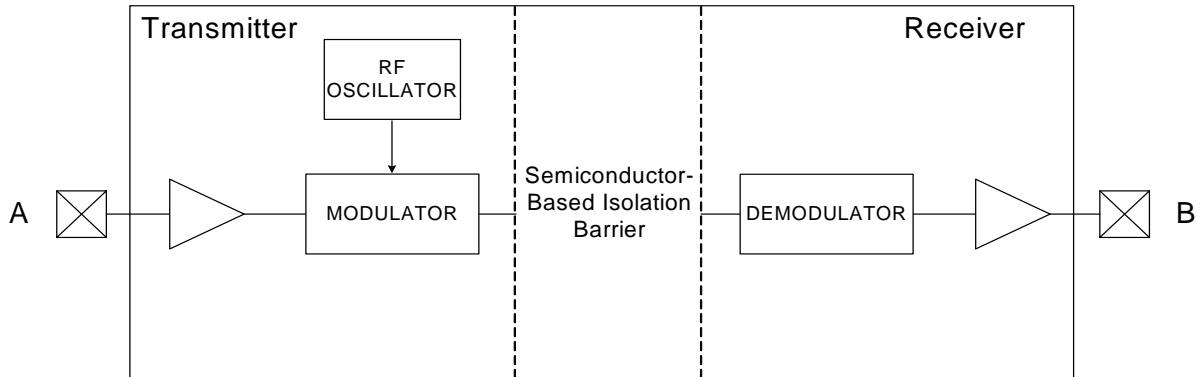 Transmitter
Receiver
RF
OSCILLATOR
A
MODULATOR
Semiconductor-
Based Isolation
Barrier
DEMODULATOR
B